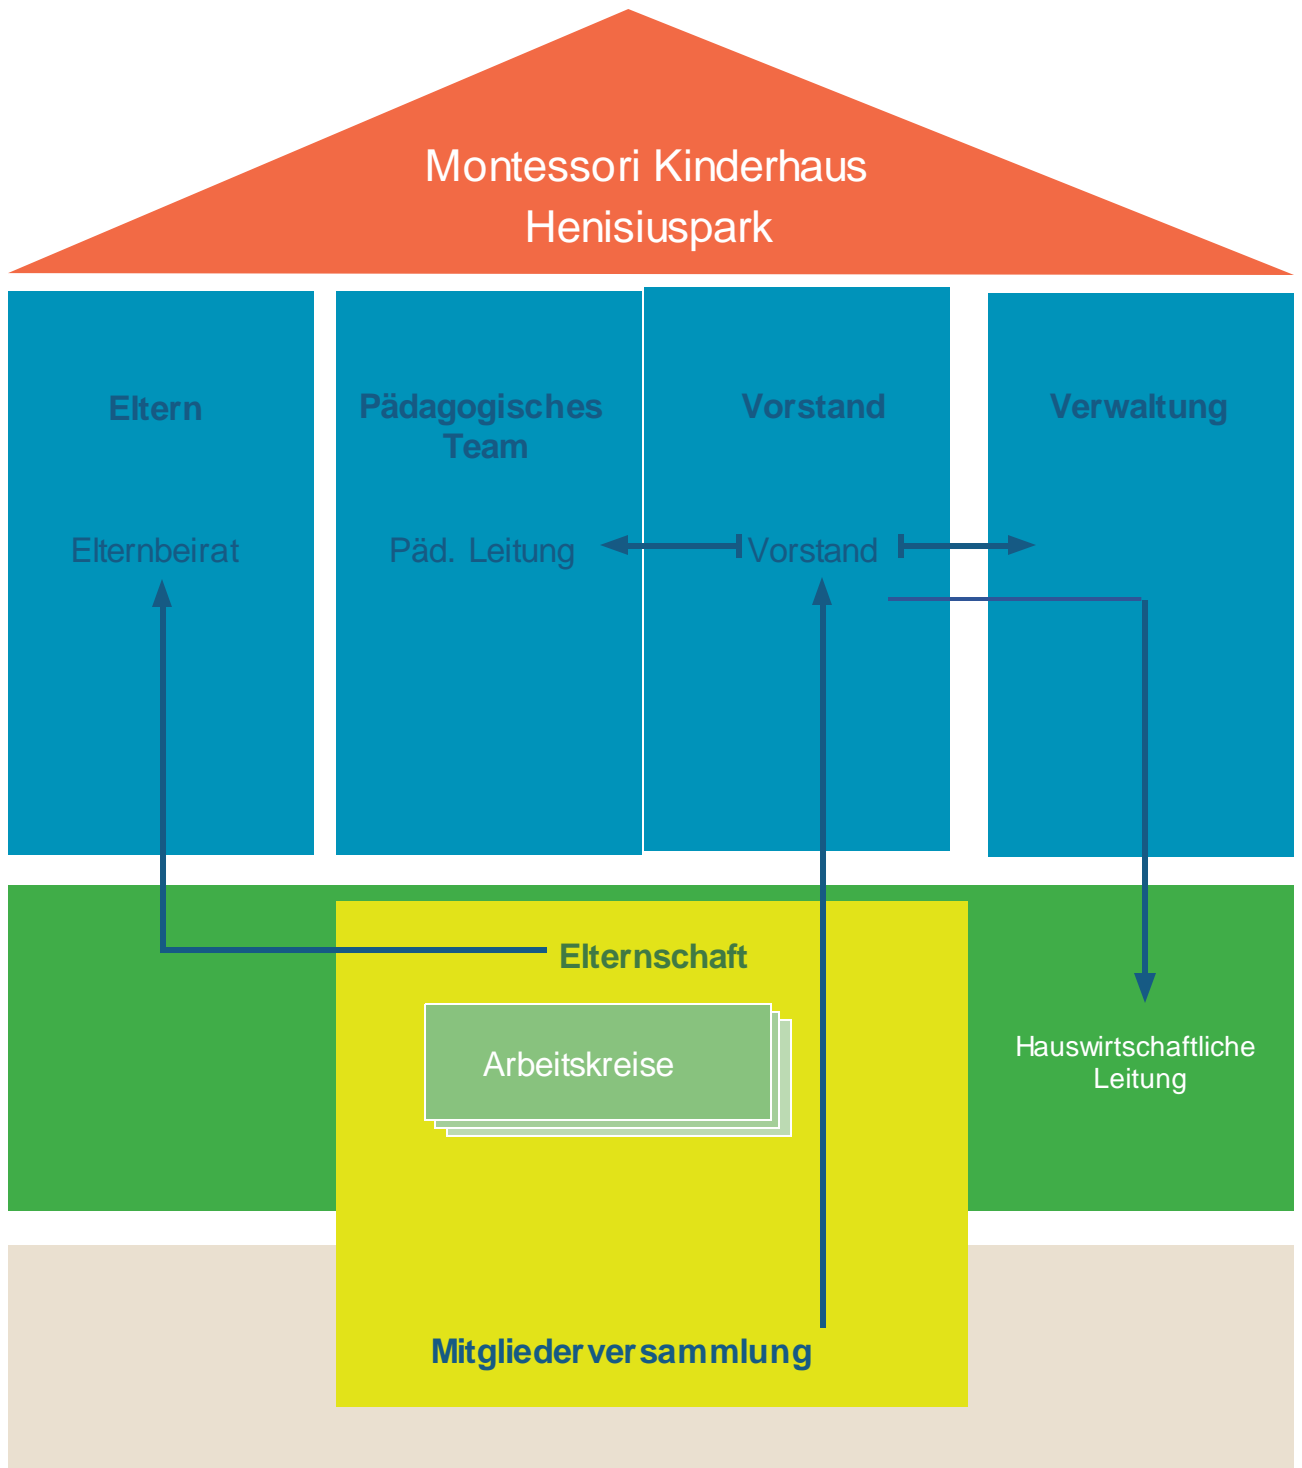 Montessori Kinderhaus
Henisiuspark
Eltern
Pädagogisches
Team
Vorstand
Verwaltung
Elternbeirat
Päd. Leitung
Vorstand
Elternschaft
Arbeitskreise
Hauswirtschaftliche
Leitung
Mitgliederversammlung